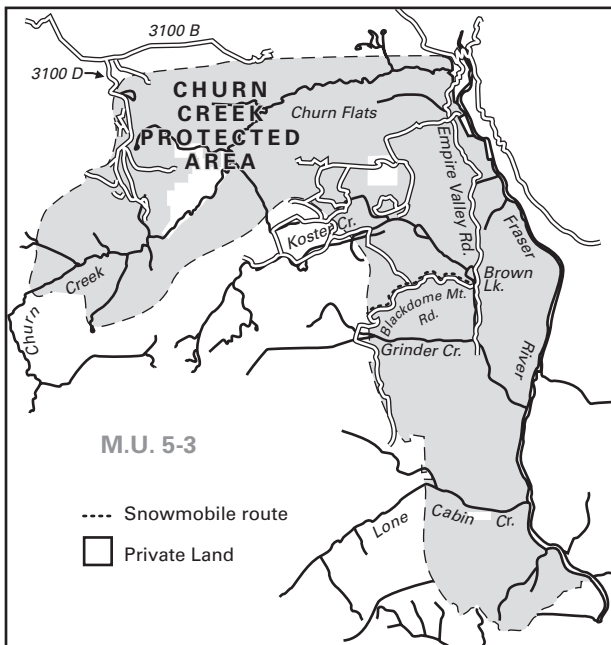 3100 B
3100 D
CHURN
CREEK
PROTECTED
AREA
Churn Flats
Empire Valley Rd.
Fraser
River
Koster Cr.
Brown
Lk.
Blackdome Mt.
Rd.
Churn
Creek
Grinder Cr.
M.U. 5-3
Snowmobile route
Private Land
Lone
Cabin
Cr.